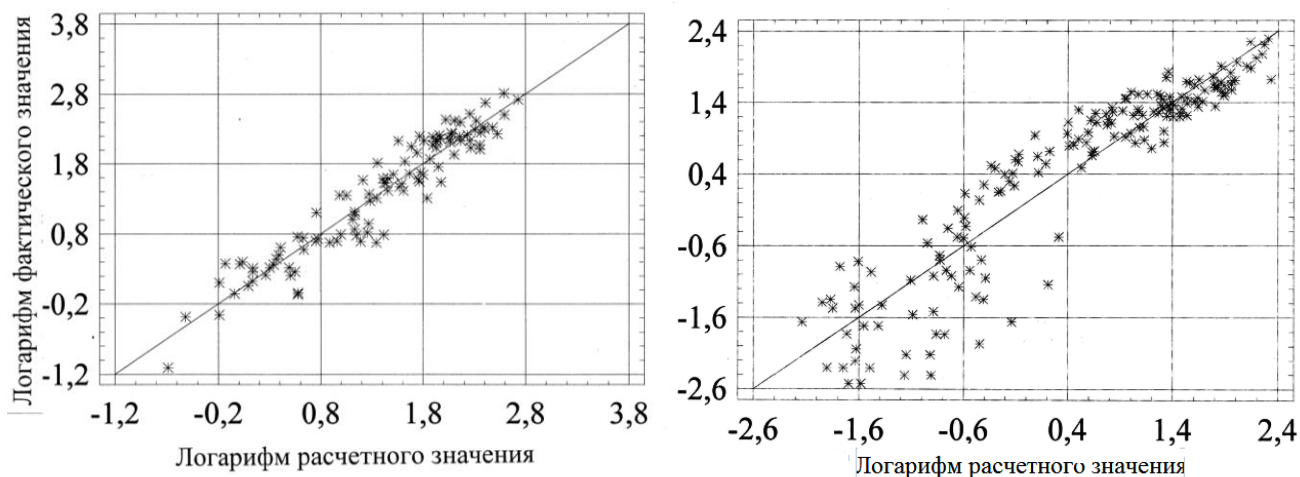 Логарифм фактического значения
3,8
2,8
1,8
0,8
-0,2
-1,2
-1,2 -0,2 0,8 1,8 2,8 3,8
Логарифм расчетного значения
2,4
1,4
0,4
-0,6
-1,6
-2,6
-2,6 -1,6 -0,6 0,4 1,4 2,4
Логарифм расчетного значения